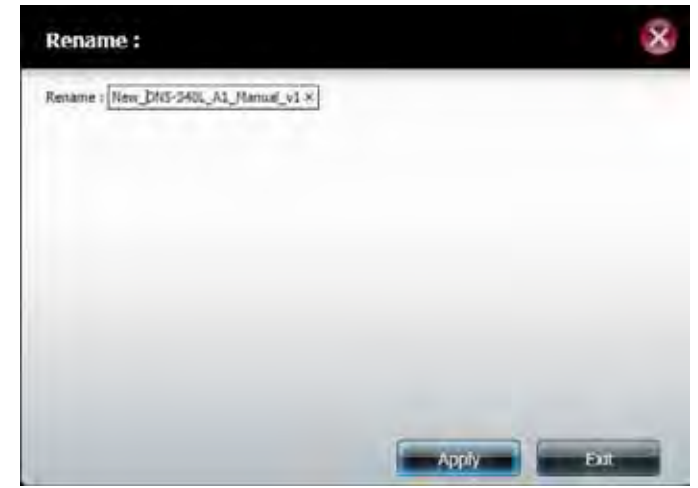 Rename :
Rename : New_DNS-340L_A1_Manual_v1 ×
Apply
Exit